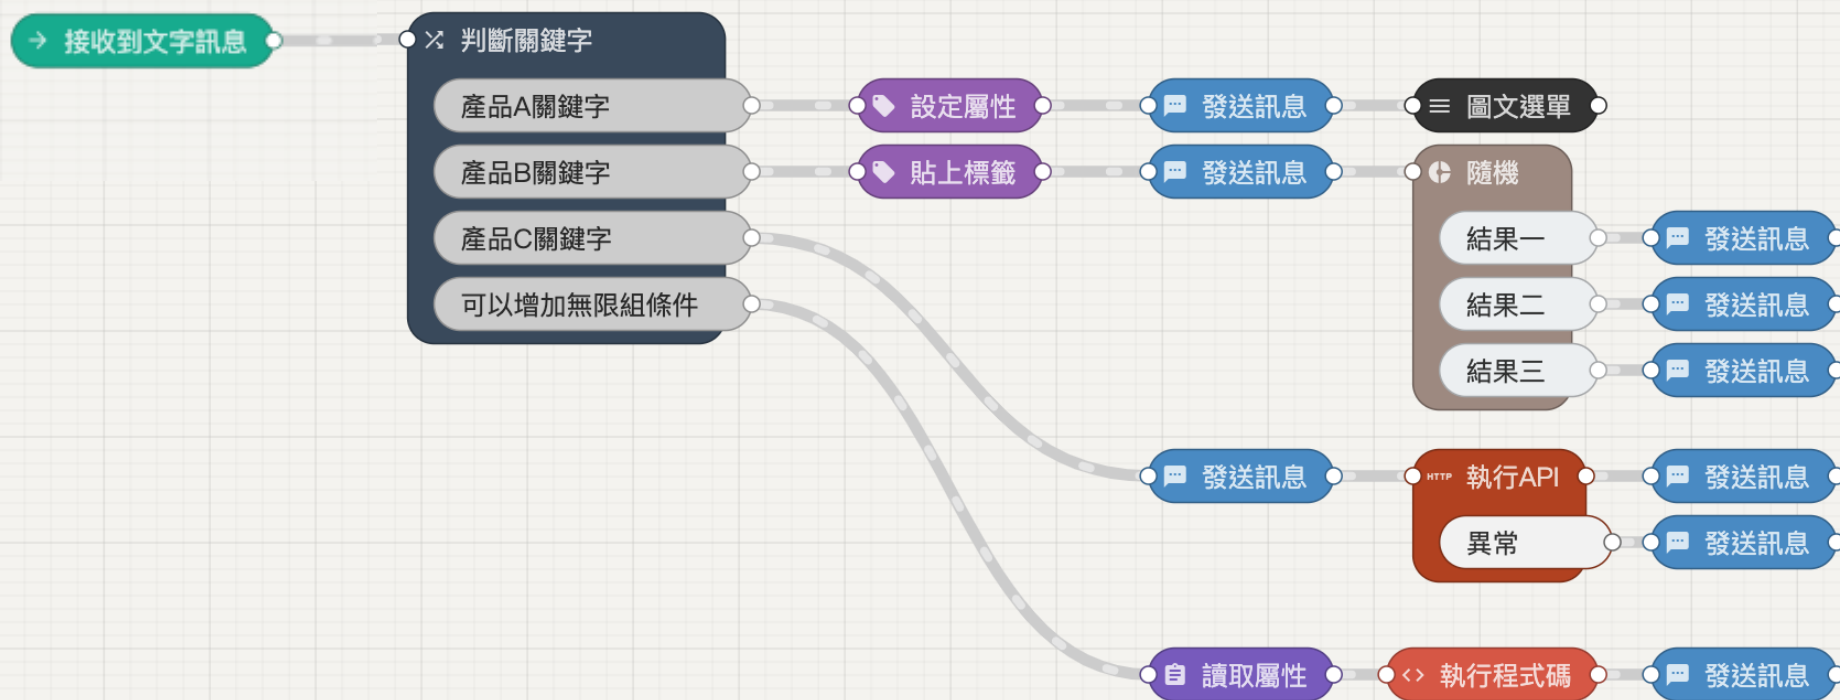 接收到文字訊息
判斷關鍵字
產品A關鍵字
設定屬性
發送訊息
圖文選單
產品B關鍵字
貼上標籤
發送訊息
隨機
產品C關鍵字
結果一
發送訊息
可以增加無限組條件
結果二
發送訊息
結果三
發送訊息
發送訊息
HTTP 執行API
發送訊息
異常
發送訊息
讀取屬性
執行程式碼
發送訊息